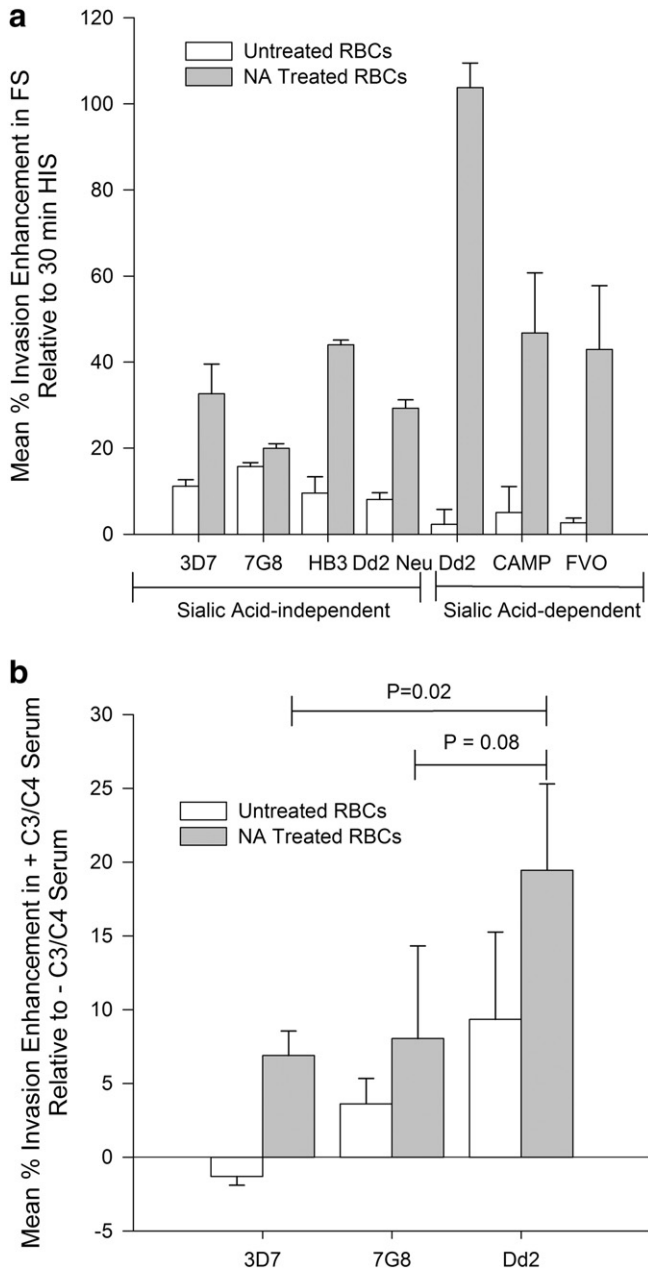 a
Mean % Invasion Enhancement in FS
Relative to 30 min HIS
120
100
80
60
40
20
0
Untreated RBCs
NA Treated RBCs
3D7 7G8 HB3 Dd2 Neu Dd2 CAMP FVO
Sialic Acid-independent Sialic Acid-dependent
b
Mean % Invasion Enhancement in + C3/C4 Serum
Relative to - C3/C4 Serum
30
25
20
15
10
5
0
-5
P=0.02
P = 0.08
Untreated RBCs
NA Treated RBCs
3D7 7G8 Dd2